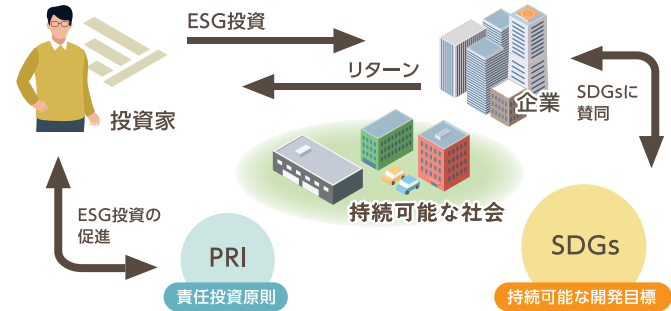 ESG投資
リターン
投資家
企業
SDGsに
賛同
持続可能な社会
ESG投資の
促進
PRI
責任投資原則
SDGs
持続可能な開発目標